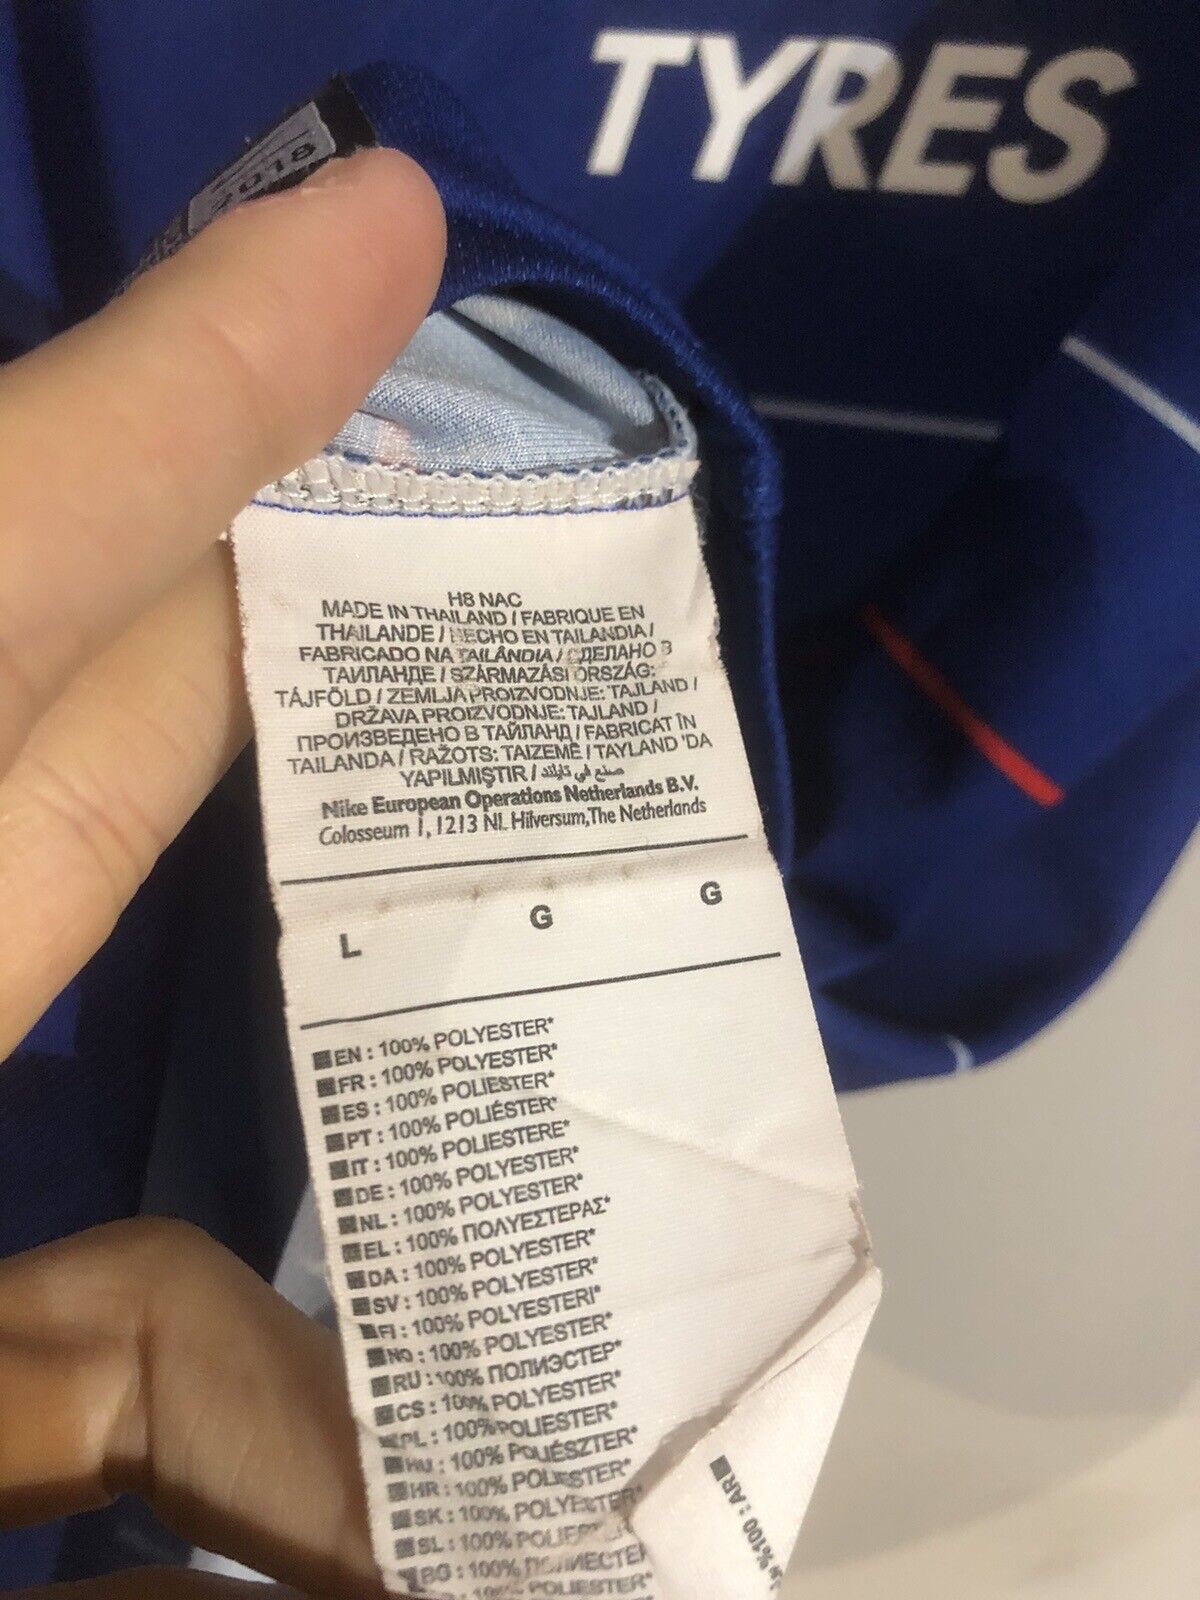 TYRES
2018
H8 NAC
MADE IN THAILAND / FABRIQUE EN
THAILANDE / HECHO EN TAILANDIA /
FABRICADO NA TAILÂNDIA / СДЕЛАНО В
ТАИЛАНДЕ / SZÁRMAZÁSI ORSZÁG:
TÁJFÖLD / ZEMLJA PROIZVODNJE: TAJLAND /
DRŽAVA PROIZVODNJE: TAJLAND /
ПРОИЗВЕДЕНО В ТАЙЛАНД / FABRICAT ÎN
TAILANDA / RAŽOTS: TAIZEME / TAYLAND 'DA
YAPILMIŞTIR / صنع في تايلند
Nike European Operations Netherlands B.V.
Colosseum 1, 1213 NL Hilversum, The Netherlands
L G G
EN : 100% POLYESTER*
FR : 100% POLYESTER*
ES : 100% POLIESTER*
PT : 100% POLIÉSTER*
IT : 100% POLIESTERE*
DE : 100% POLYESTER*
NL : 100% POLYESTER*
EL : 100% ΠΟΛΥΕΣΤΕΡΑΣ*
DA : 100% POLYESTER*
SV : 100% POLYESTER*
FI : 100% POLYESTERI*
NO : 100% POLYESTER*
RU : 100% ПОЛИЭСТЕР*
CS : 100% POLYESTER*
PL : 100% POLIESTER*
HU : 100% POLIÉSZTER*
HR : 100% POLIESTER*
SK : 100% POLYESTER*
SL : 100%
BG : 100%
100% POLIESTER*
%100 : AR